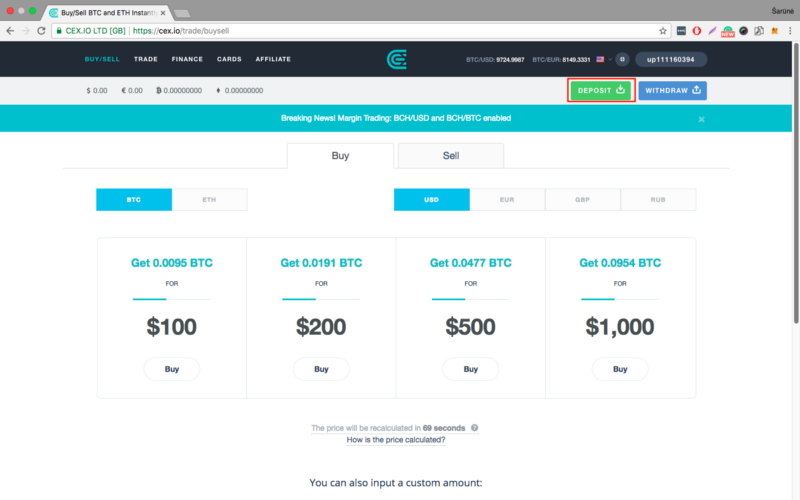 Buy/Sell BTC and ETH Instantly
Šarūnė
CEX.IO LTD [GB] https://cex.io/trade/buysell
NEW
BUY/SELL TRADE FINANCE CARDS AFFILIATE
BTC/USD: 9724.9987 BTC/EUR: 8149.3331
up111160394
$ 0.00 € 0.00 ₿ 0.00000000 ♦ 0.00000000
DEPOSIT WITHDRAW
Breaking News! Margin Trading: BCH/USD and BCH/BTC enabled
Buy Sell
BTC ETH USD EUR GBP RUB
Get 0.0095 BTC Get 0.0191 BTC Get 0.0477 BTC Get 0.0954 BTC
FOR FOR FOR FOR
$100 $200 $500 $1,000
Buy Buy Buy Buy
The price will be recalculated in 69 seconds ?
How is the price calculated?
You can also input a custom amount: